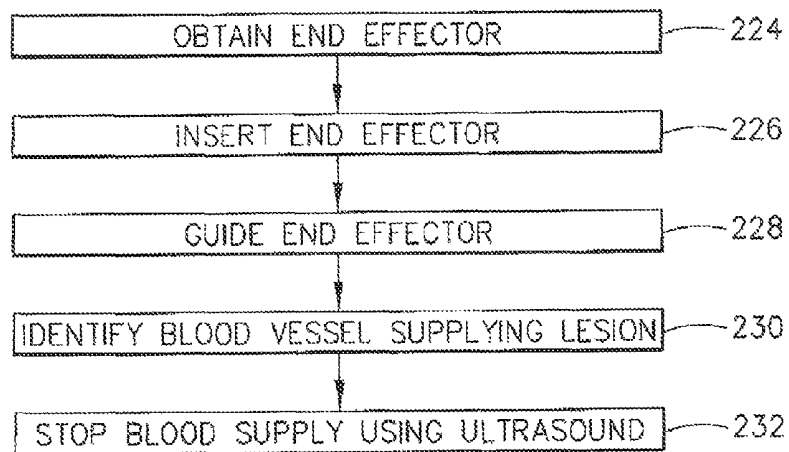 OBTAIN END EFFECTOR 224
INSERT END EFFECTOR 226
GUIDE END EFFECTOR 228
IDENTIFY BLOOD VESSEL SUPPLYING LESION 230
STOP BLOOD SUPPLY USING ULTRASOUND 232